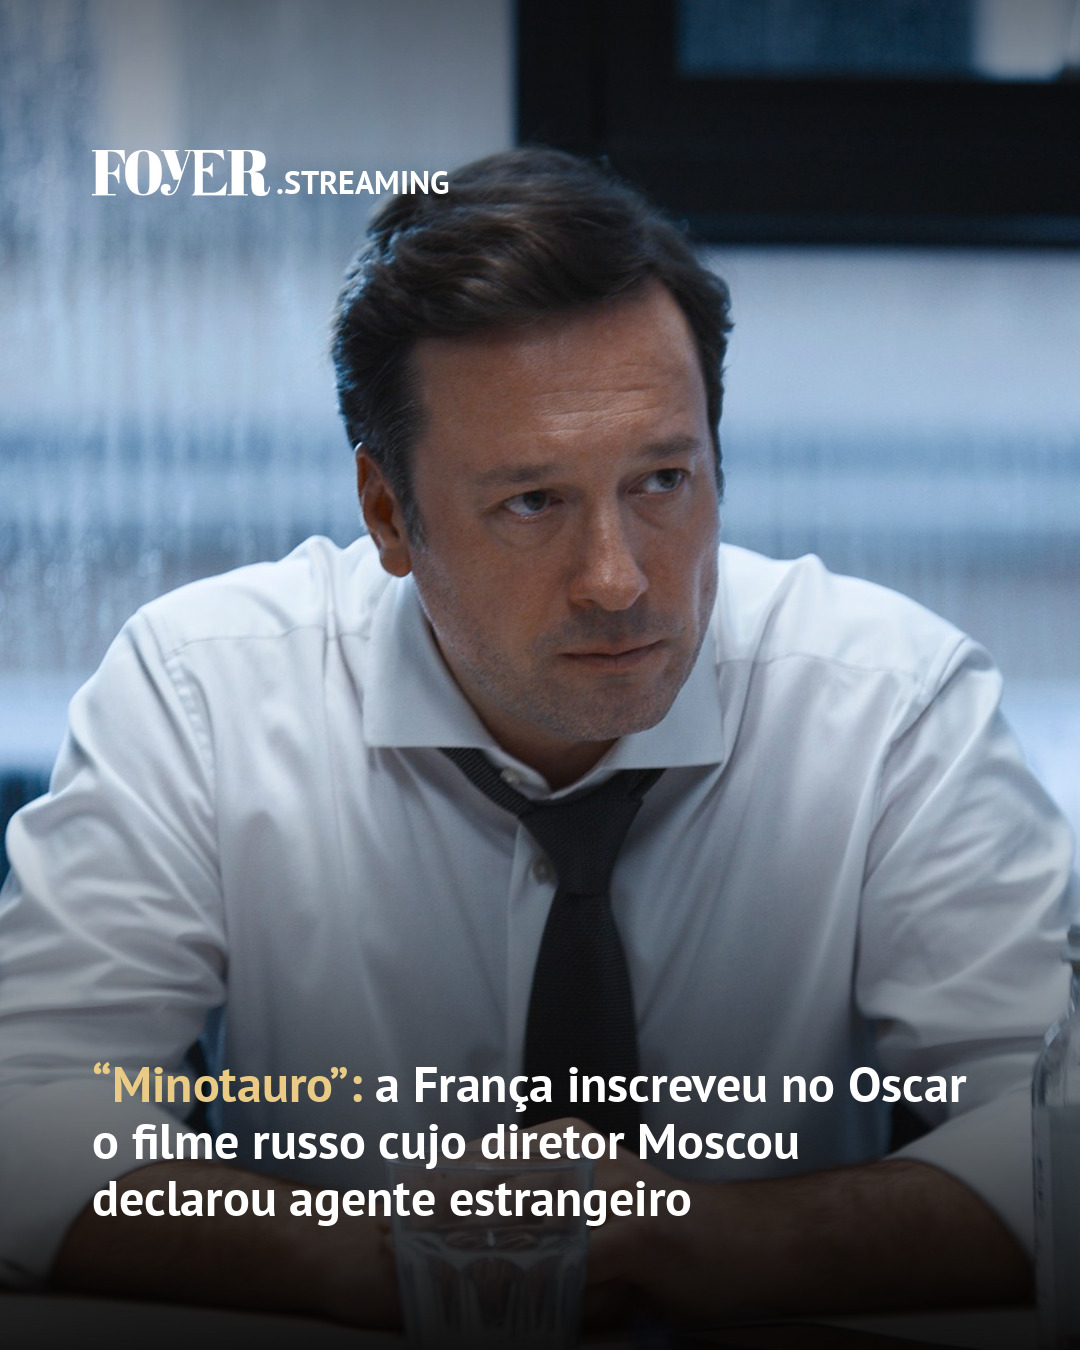 FOYER.STREAMING
“Minotauro”: a França inscreveu no Oscar
o filme russo cujo diretor Moscou
declarou agente estrangeiro